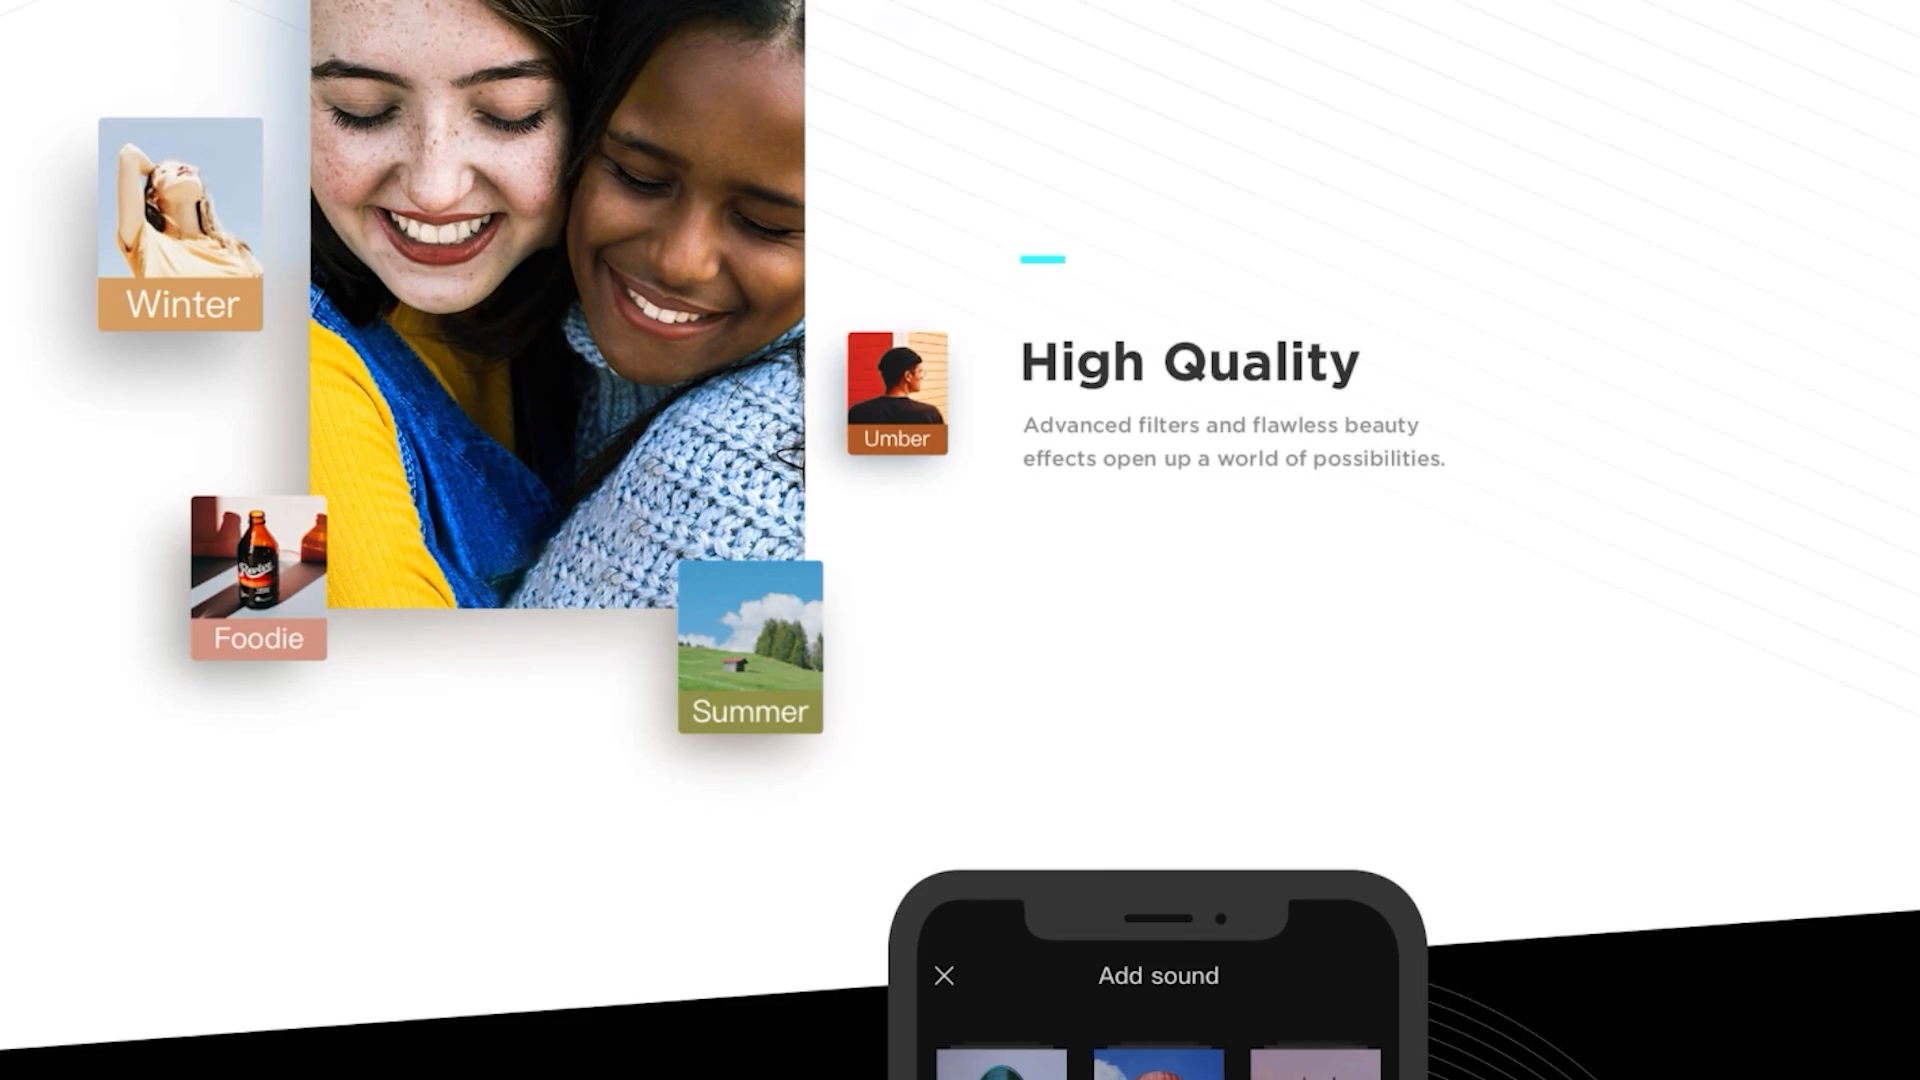 Winter
High Quality
Advanced filters and flawless beauty
effects open up a world of possibilities.
Umber
Foodie
Summer
Add sound